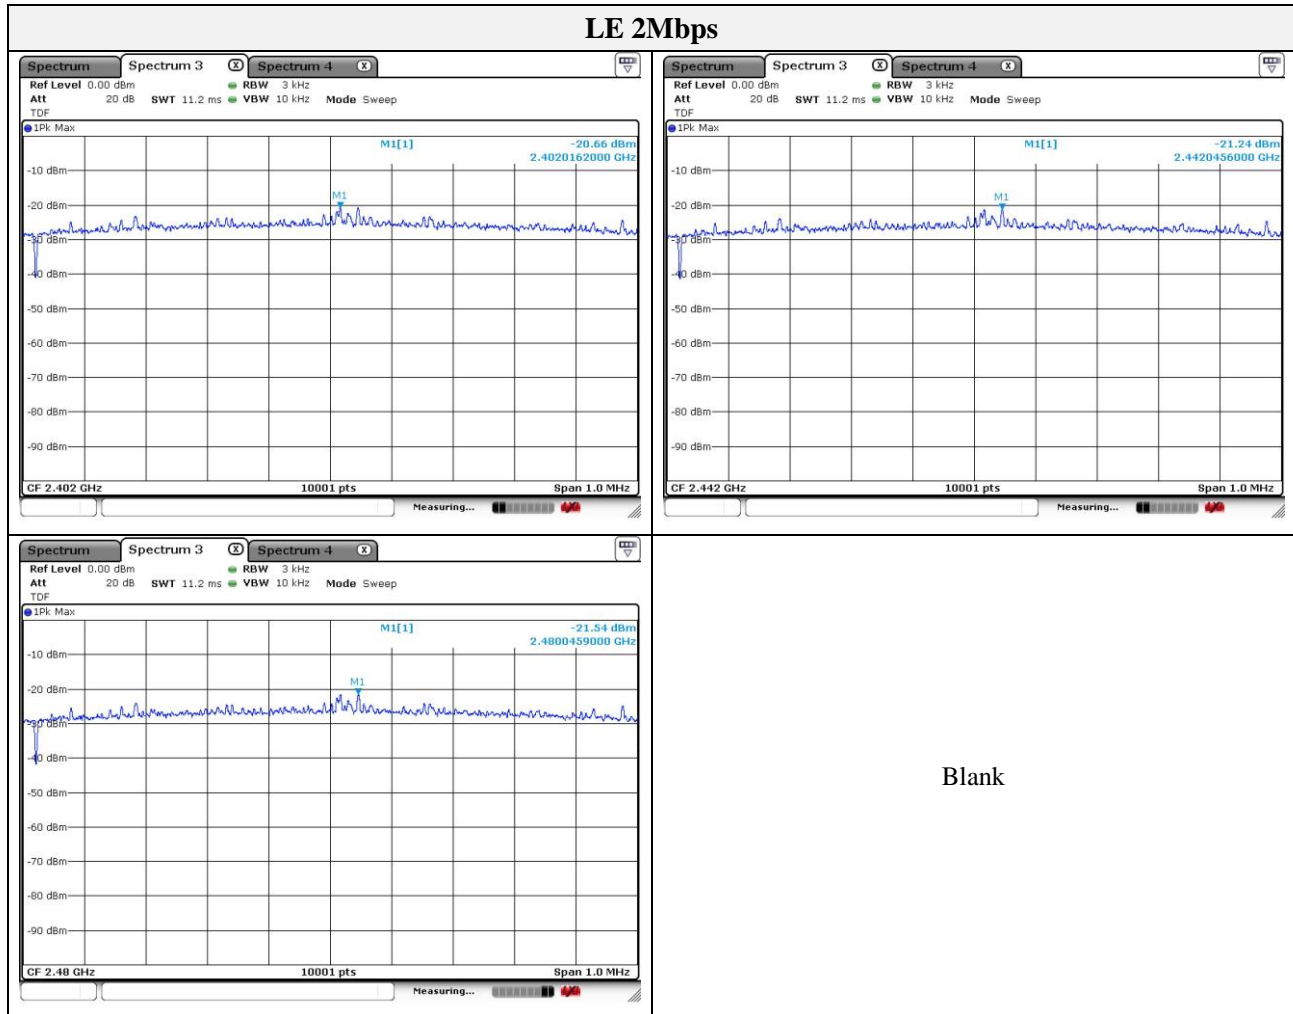 LE 2Mbps
Spectrum Spectrum 3 X Spectrum 4 X
Ref Level 0.00 dBm RBW 3 kHz
Att 20 dB SWT 11.2 ms VBW 10 kHz Mode Sweep
TDF
1Pk Max
M1[1] -20.66 dBm
2.4020162000 GHz
-10 dBm
M1
-20 dBm
-30 dBm
-40 dBm
-50 dBm
-60 dBm
-70 dBm
-80 dBm
-90 dBm
CF 2.402 GHz 10001 pts Span 1.0 MHz
Measuring...
Spectrum Spectrum 3 X Spectrum 4 X
Ref Level 0.00 dBm RBW 3 kHz
Att 20 dB SWT 11.2 ms VBW 10 kHz Mode Sweep
TDF
1Pk Max
M1[1] -21.24 dBm
2.4420456000 GHz
-10 dBm
M1
-20 dBm
-30 dBm
-40 dBm
-50 dBm
-60 dBm
-70 dBm
-80 dBm
-90 dBm
CF 2.442 GHz 10001 pts Span 1.0 MHz
Measuring...
Spectrum Spectrum 3 X Spectrum 4 X
Ref Level 0.00 dBm RBW 3 kHz
Att 20 dB SWT 11.2 ms VBW 10 kHz Mode Sweep
TDF
1Pk Max
M1[1] -21.54 dBm
2.4800459000 GHz
-10 dBm
M1
-20 dBm
-30 dBm
-40 dBm
-50 dBm
-60 dBm
-70 dBm
-80 dBm
-90 dBm
CF 2.48 GHz 10001 pts Span 1.0 MHz
Measuring...
Blank